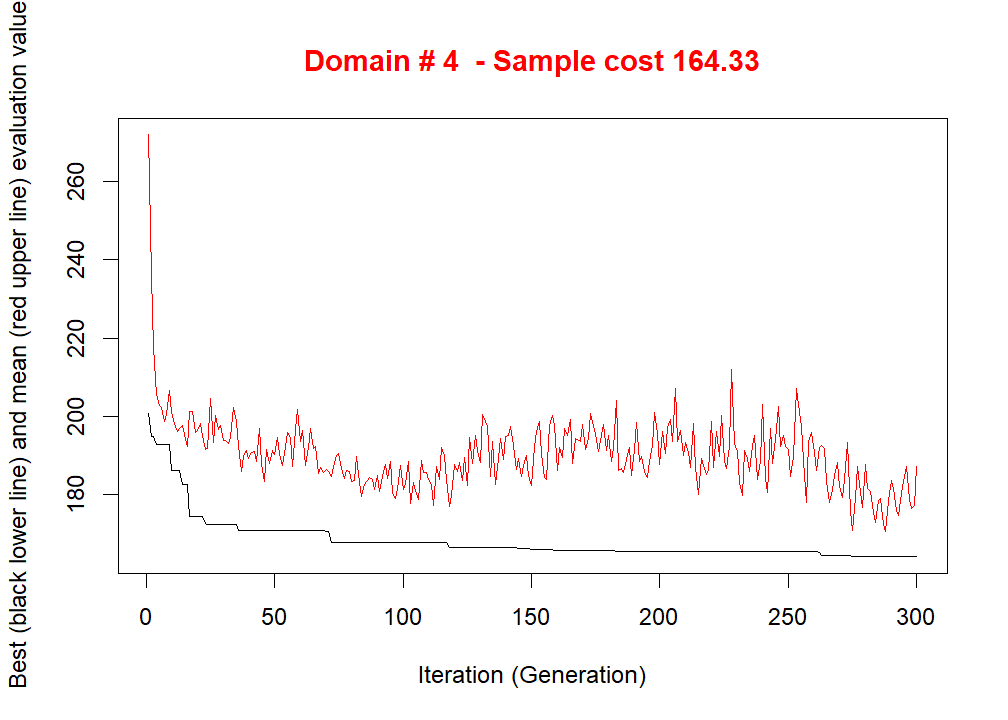 Domain # 4  - Sample cost 164.33
Best (black lower line) and mean (red upper line) evaluation value
260
240
220
200
180
0 50 100 150 200 250 300
Iteration (Generation)